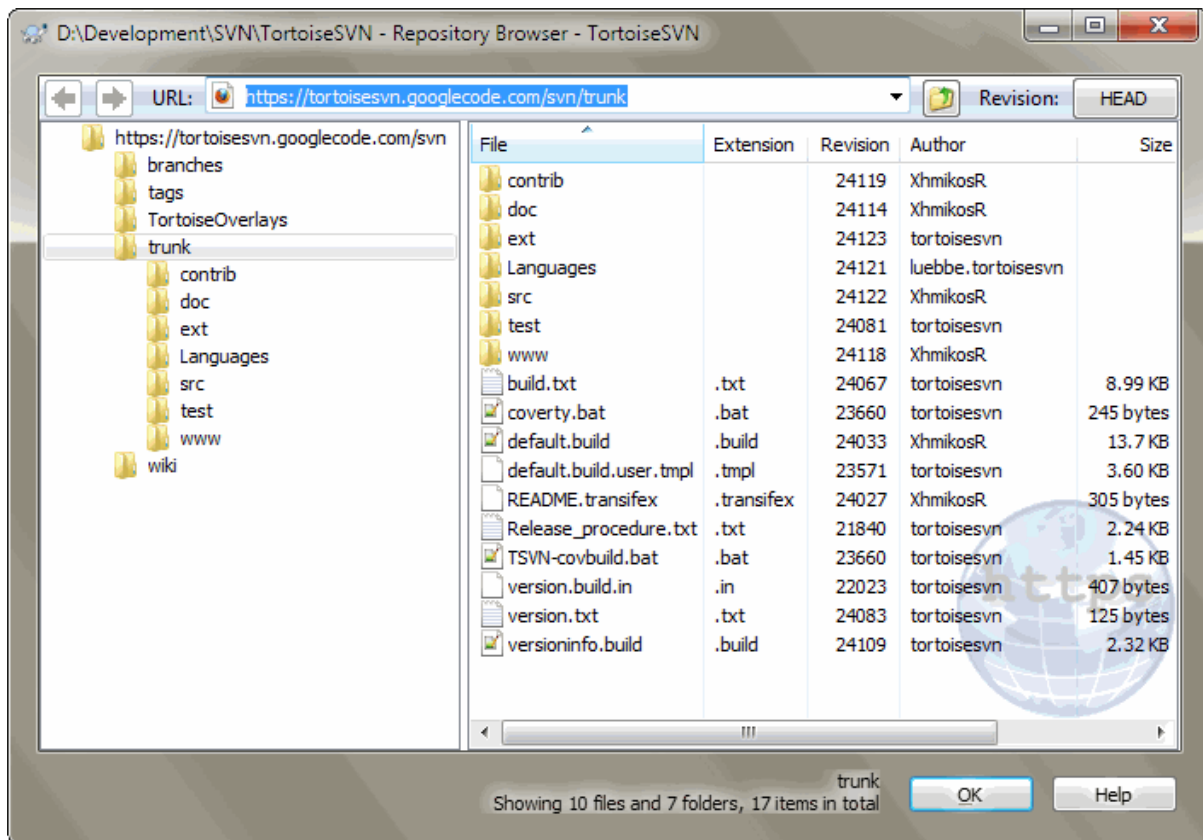 D:\Development\SVN\TortoiseSVN - Repository Browser - TortoiseSVN
URL: https://tortoisesvn.googlecode.com/svn/trunk Revision: HEAD
https://tortoisesvn.googlecode.com/svn
branches
tags
TortoiseOverlays
trunk
contrib
doc
ext
Languages
src
test
www
wiki
File Extension Revision Author Size
contrib 24119 XhmikosR
doc 24114 XhmikosR
ext 24123 tortoisesvn
Languages 24121 luebbe.tortoisesvn
src 24122 XhmikosR
test 24081 tortoisesvn
www 24118 XhmikosR
build.txt .txt 24067 tortoisesvn 8.99 KB
coverty.bat .bat 23660 tortoisesvn 245 bytes
default.build .build 24033 XhmikosR 13.7 KB
default.build.user.tmpl .tmpl 23571 tortoisesvn 3.60 KB
README.transifex .transifex 24027 XhmikosR 305 bytes
Release_procedure.txt .txt 21840 tortoisesvn 2.24 KB
TSVN-covbuild.bat .bat 23660 tortoisesvn 1.45 KB
version.build.in .in 22023 tortoisesvn 407 bytes
version.txt .txt 24083 tortoisesvn 125 bytes
versioninfo.build .build 24109 tortoisesvn 2.32 KB
https
trunk
Showing 10 files and 7 folders, 17 items in total
OK Help